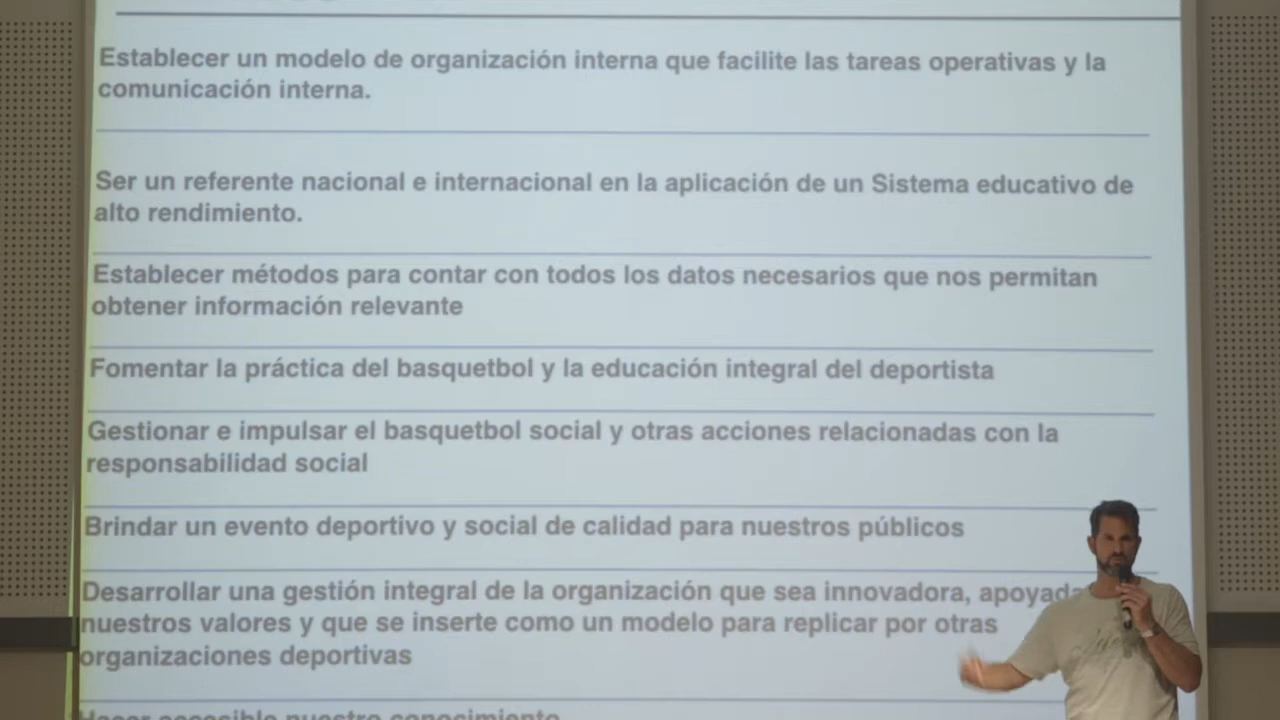 Establecer un modelo de organización interna que facilite las tareas operativas y la
comunicación interna.
Ser un referente nacional e internacional en la aplicación de un Sistema educativo de
alto rendimiento.
Establecer métodos para contar con todos los datos necesarios que nos permitan
obtener información relevante
Fomentar la práctica del basquetbol y la educación integral del deportista
Gestionar e impulsar el basquetbol social y otras acciones relacionadas con la
responsabilidad social
Brindar un evento deportivo y social de calidad para nuestros públicos
Desarrollar una gestión integral de la organización que sea innovadora, apoyada
nuestros valores y que se inserte como un modelo para replicar por otras
organizaciones deportivas
Hacer accesible nuestro conocimiento